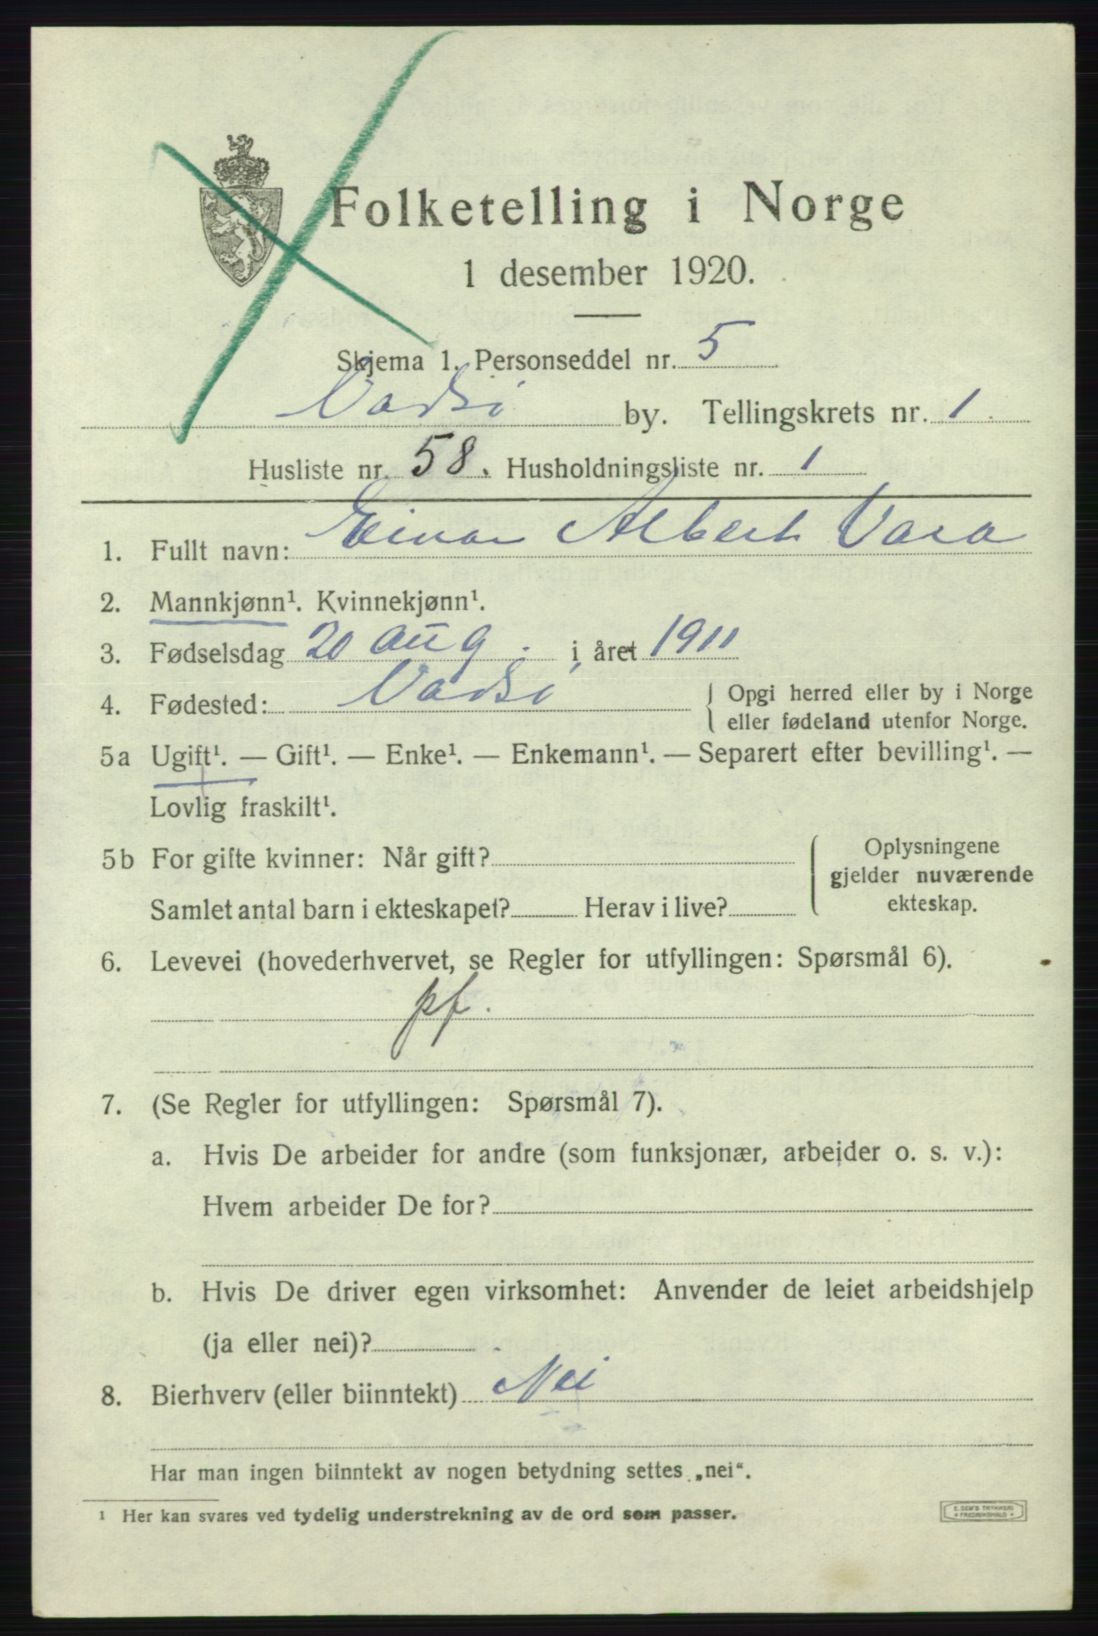 Folketelling i Norge
1 desember 1920.
Skjema 1. Personseddel nr. 5
Vadsö by. Tellingskrets nr. 1.
Husliste nr. 58. Husholdningsliste nr. 1
1. Fullt navn: Einar Albert Vara
2. Mannkjønn¹. Kvinnekjønn¹.
3. Fødselsdag 20 aug. i året 1911
4. Fødested: Vadsö
Opgi herred eller by i Norge
eller fødeland utenfor Norge.
5a Ugift¹. — Gift¹. — Enke¹. — Enkemann¹. — Separert efter bevilling¹. —
Lovlig fraskilt¹.
5b For gifte kvinner: Når gift?
Samlet antal barn i ekteskapet? Herav i live?
Oplysningene
gjelder nuværende
ekteskap.
6. Levevei (hovederhvervet, se Regler for utfyllingen: Spørsmål 6).
pf.
7. (Se Regler for utfyllingen: Spørsmål 7).
a. Hvis De arbeider for andre (som funksjonær, arbeider o. s. v.):
Hvem arbeider De for?
b. Hvis De driver egen virksomhet: Anvender de leiet arbeidshjelp
(ja eller nei)?
8. Bierhverv (eller biinntekt) Nei
Har man ingen biinntekt av nogen betydning settes „nei“.
¹ Her kan svares ved tydelig understrekning av de ord som passer.
E. SEM'S TRYKKERI
FREDRIKSHALD